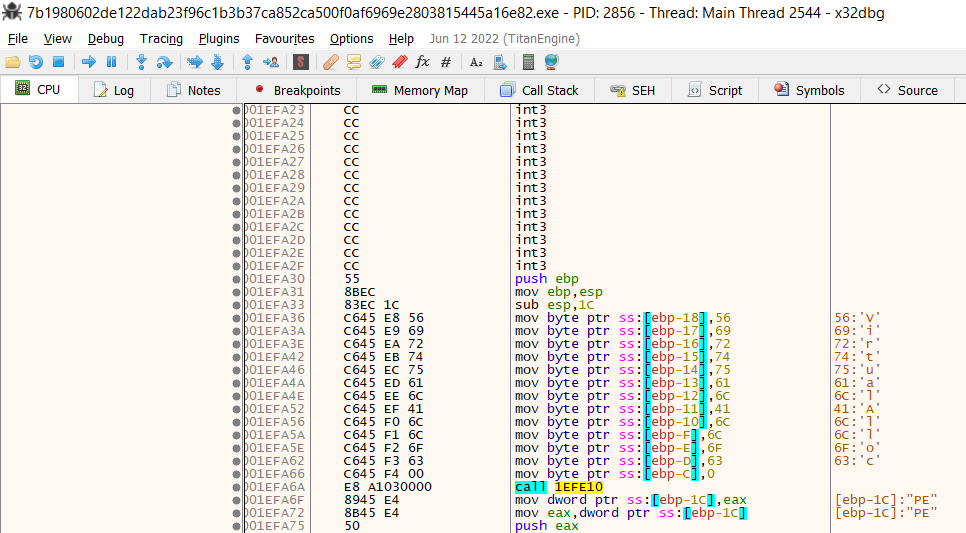 7b1980602de122dab23f96c1b3b37ca852ca500f0af6969e2803815445a16e82.exe - PID: 2856 - Thread: Main Thread 2544 - x32dbg
File View Debug Tracing Plugins Favourites Options Help Jun 12 2022 (TitanEngine)
CPU Log Notes Breakpoints Memory Map Call Stack SEH Script Symbols Source
001EFA23 CC int3
001EFA24 CC int3
001EFA25 CC int3
001EFA26 CC int3
001EFA27 CC int3
001EFA28 CC int3
001EFA29 CC int3
001EFA2A CC int3
001EFA2B CC int3
001EFA2C CC int3
001EFA2D CC int3
001EFA2E CC int3
001EFA2F CC int3
001EFA30 55 push ebp
001EFA31 8BEC mov ebp,esp
001EFA33 83EC 1C sub esp,1C
001EFA36 C645 E8 56 mov byte ptr ss:[ebp-18],56 56:'V'
001EFA3A C645 E9 69 mov byte ptr ss:[ebp-17],69 69:'i'
001EFA3E C645 EA 72 mov byte ptr ss:[ebp-16],72 72:'r'
001EFA42 C645 EB 74 mov byte ptr ss:[ebp-15],74 74:'t'
001EFA46 C645 EC 75 mov byte ptr ss:[ebp-14],75 75:'u'
001EFA4A C645 ED 61 mov byte ptr ss:[ebp-13],61 61:'a'
001EFA4E C645 EE 6C mov byte ptr ss:[ebp-12],6C 6C:'l'
001EFA52 C645 EF 41 mov byte ptr ss:[ebp-11],41 41:'A'
001EFA56 C645 F0 6C mov byte ptr ss:[ebp-10],6C 6C:'l'
001EFA5A C645 F1 6C mov byte ptr ss:[ebp-F],6C 6C:'l'
001EFA5E C645 F2 6F mov byte ptr ss:[ebp-E],6F 6F:'o'
001EFA62 C645 F3 63 mov byte ptr ss:[ebp-D],63 63:'c'
001EFA66 C645 F4 00 mov byte ptr ss:[ebp-C],0
001EFA6A E8 A1030000 call 1EFE10
001EFA6F 8945 E4 mov dword ptr ss:[ebp-1C],eax [ebp-1C]:"PE"
001EFA72 8B45 E4 mov eax,dword ptr ss:[ebp-1C] [ebp-1C]:"PE"
001EFA75 50 push eax